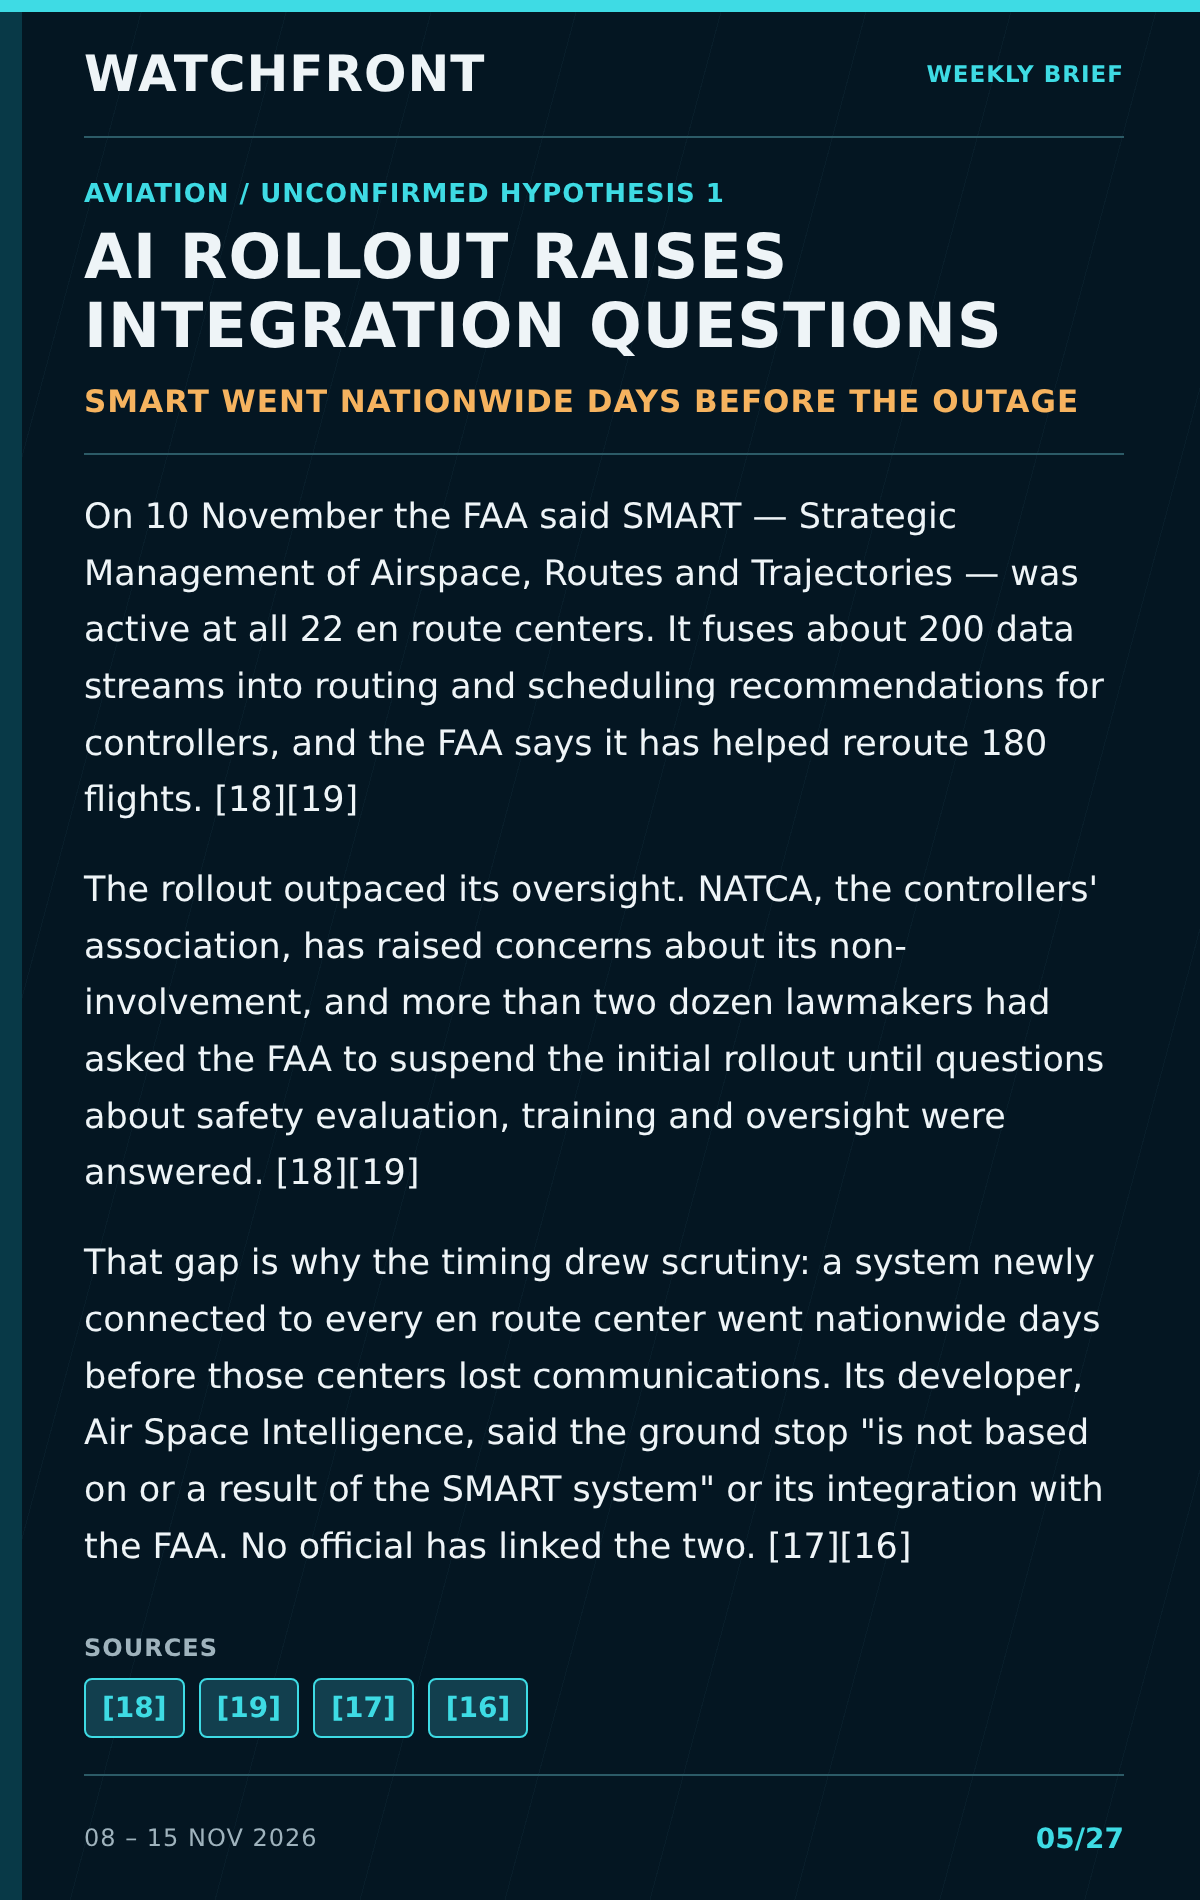 WATCHFRONT
WEEKLY BRIEF
AVIATION / UNCONFIRMED HYPOTHESIS 1
AI ROLLOUT RAISES
INTEGRATION QUESTIONS
SMART WENT NATIONWIDE DAYS BEFORE THE OUTAGE
On 10 November the FAA said SMART — Strategic
Management of Airspace, Routes and Trajectories — was
active at all 22 en route centers. It fuses about 200 data
streams into routing and scheduling recommendations for
controllers, and the FAA says it has helped reroute 180
flights. [18][19]
The rollout outpaced its oversight. NATCA, the controllers'
association, has raised concerns about its non-
involvement, and more than two dozen lawmakers had
asked the FAA to suspend the initial rollout until questions
about safety evaluation, training and oversight were
answered. [18][19]
That gap is why the timing drew scrutiny: a system newly
connected to every en route center went nationwide days
before those centers lost communications. Its developer,
Air Space Intelligence, said the ground stop "is not based
on or a result of the SMART system" or its integration with
the FAA. No official has linked the two. [17][16]
SOURCES
[18] [19] [17] [16]
08 – 15 NOV 2026
05/27